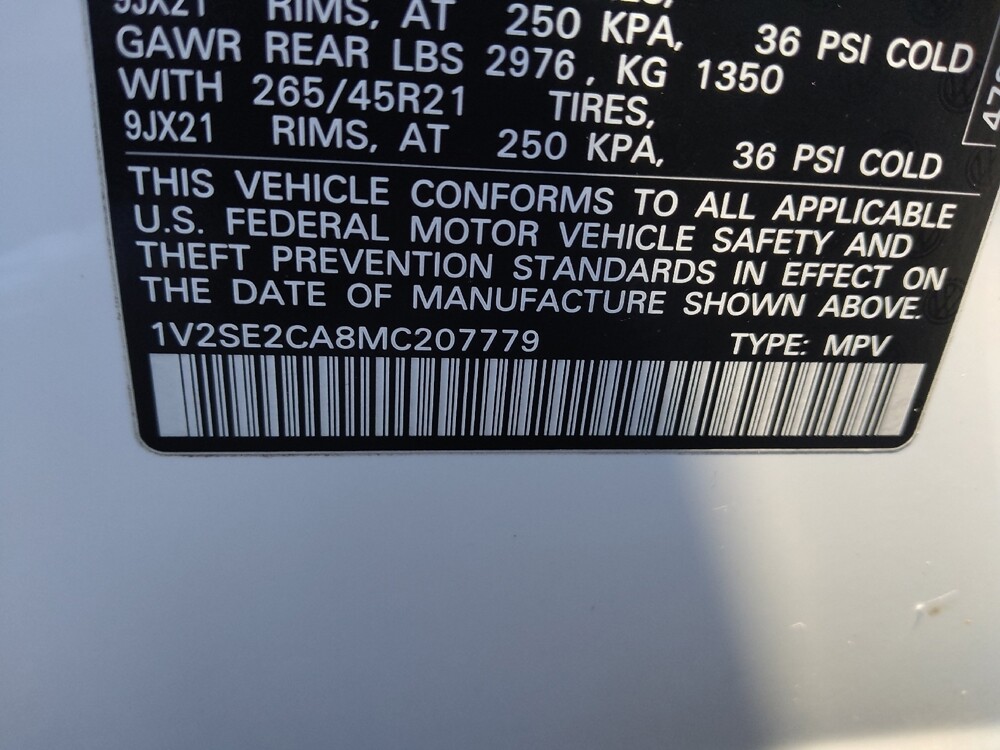 9JX21 RIMS, AT 250 KPA, 36 PSI COLD
GAWR REAR LBS 2976, KG 1350
WITH 265/45R21 TIRES,
9JX21 RIMS, AT 250 KPA, 36 PSI COLD
THIS VEHICLE CONFORMS TO ALL APPLICABLE
U.S. FEDERAL MOTOR VEHICLE SAFETY AND
THEFT PREVENTION STANDARDS IN EFFECT ON
THE DATE OF MANUFACTURE SHOWN ABOVE.
1V2SE2CA8MC207779 TYPE: MPV